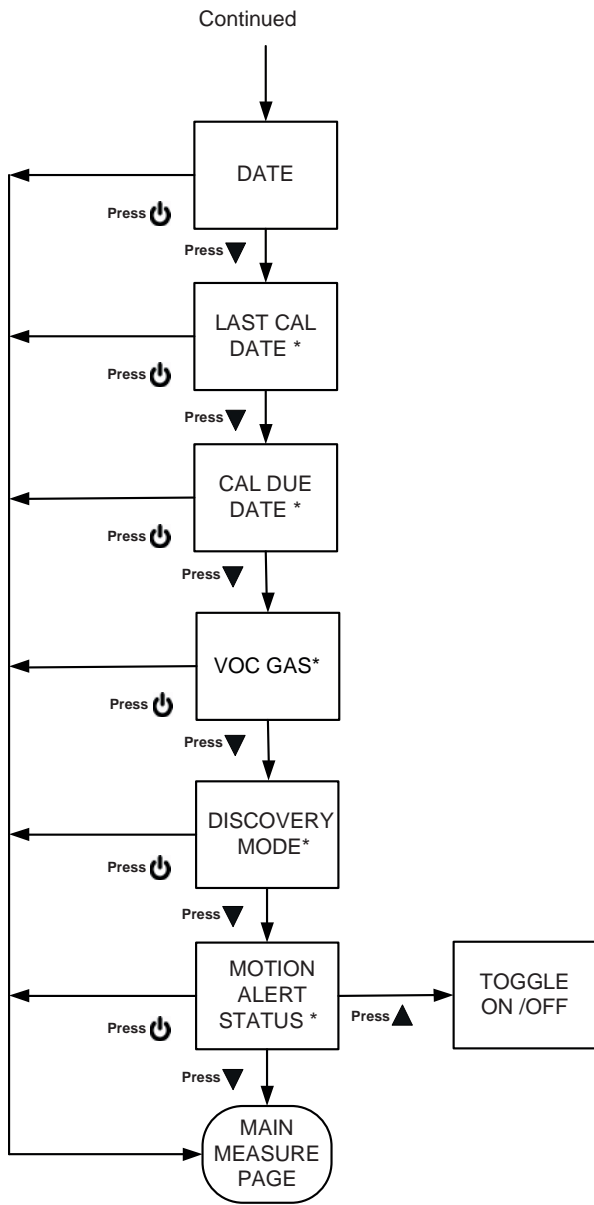 Continued
DATE
Press
Press
LAST CAL
DATE *
Press
Press
CAL DUE
DATE *
Press
Press
VOC GAS*
Press
Press
DISCOVERY
MODE*
Press
Press
MOTION
ALERT
STATUS *
Press
Press
TOGGLE
ON /OFF
Press
MAIN
MEASURE
PAGE